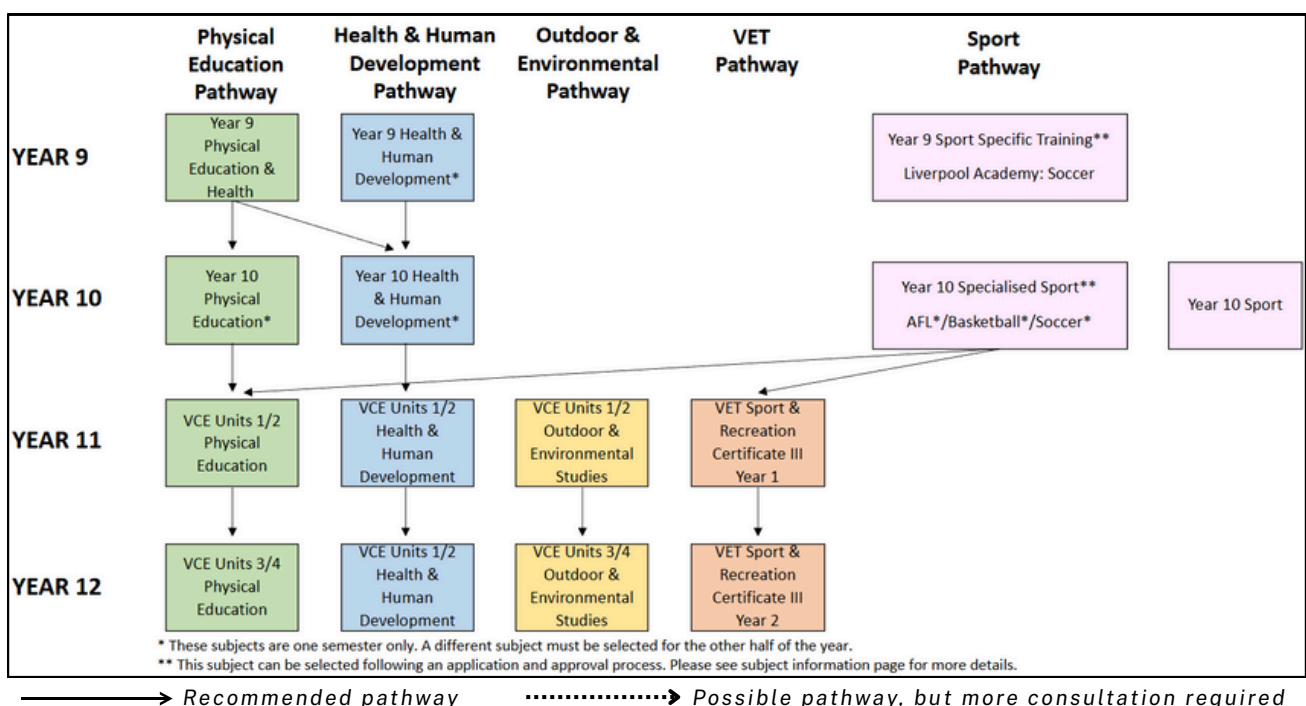 Physical
Education
Pathway
Health & Human
Development
Pathway
Outdoor &
Environmental
Pathway
VET
Pathway
Sport
Pathway
YEAR 9
Year 9
Physical
Education &
Health
Year 9 Health &
Human
Development*
Year 9 Sport Specific Training**
Liverpool Academy: Soccer
YEAR 10
Year 10
Physical
Education*
Year 10 Health
& Human
Development*
Year 10 Specialised Sport**
AFL*/Basketball*/Soccer*
Year 10 Sport
YEAR 11
VCE Units 1/2
Physical
Education
VCE Units 1/2
Health &
Human
Development
VCE Units 1/2
Outdoor &
Environmental
Studies
VET Sport &
Recreation
Certificate III
Year 1
YEAR 12
VCE Units 3/4
Physical
Education
VCE Units 1/2
Health &
Human
Development
VCE Units 3/4
Outdoor &
Environmental
Studies
VET Sport &
Recreation
Certificate III
Year 2
* These subjects are one semester only. A different subject must be selected for the other half of the year.
** This subject can be selected following an application and approval process. Please see subject information page for more details.
Recommended pathway
Possible pathway, but more consultation required